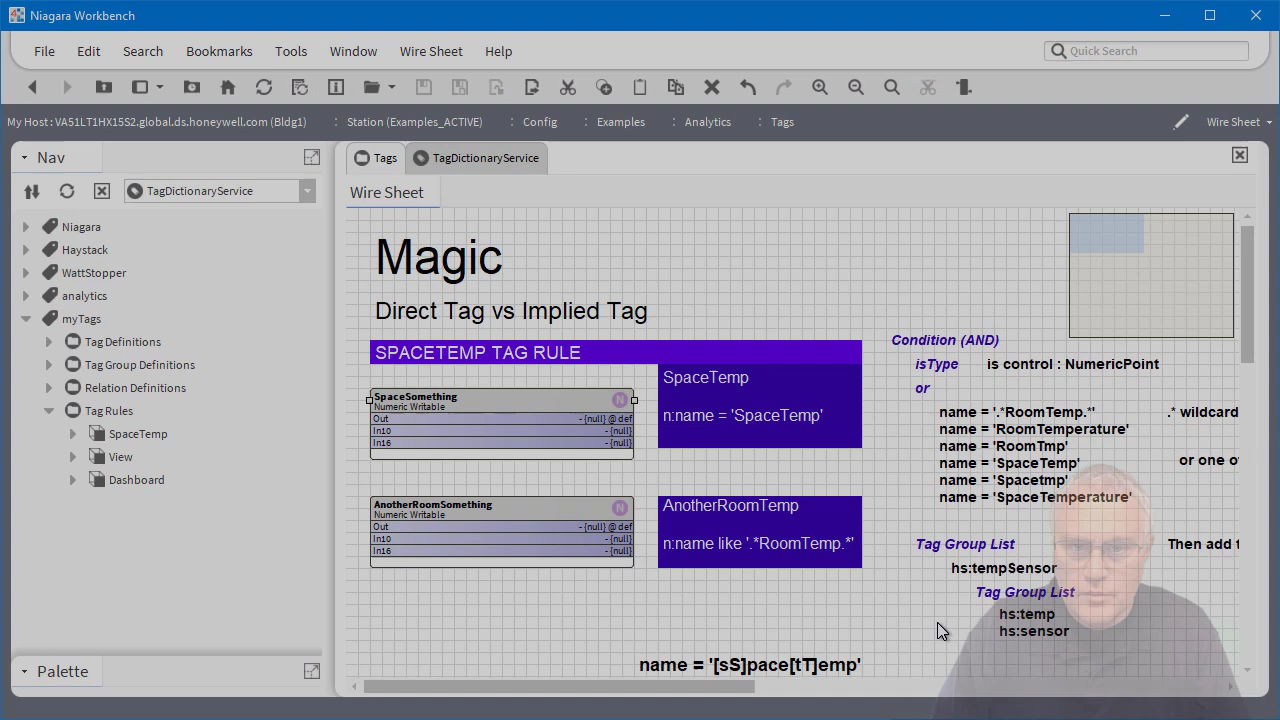 Niagara Workbench
File Edit Search Bookmarks Tools Window Wire Sheet Help
Quick Search
My Host : VA51LT1HX15S2.global.ds.honeywell.com (Bldg1) : Station (Examples_ACTIVE) : Config : Examples : Analytics : Tags
Wire Sheet
Nav
TagDictionaryService
Niagara
Haystack
WattStopper
analytics
myTags
Tag Definitions
Tag Group Definitions
Relation Definitions
Tag Rules
SpaceTemp
View
Dashboard
Palette
Tags
TagDictionaryService
Wire Sheet
Magic
Direct Tag vs Implied Tag
SPACETEMP TAG RULE
SpaceSomething
Numeric Writable
N
Out - {null} @ def
In10 - {null}
In16 - {null}
SpaceTemp
n:name = 'SpaceTemp'
AnotherRoomSomething
Numeric Writable
N
Out - {null} @ def
In10 - {null}
In16 - {null}
AnotherRoomTemp
n:name like '.*RoomTemp.*'
name = '[sS]pace[tT]emp'
Condition (AND)
isType is control : NumericPoint
or
name = '.*RoomTemp.*' .* wildcard
name = 'RoomTemperature'
name = 'RoomTmp'
name = 'SpaceTemp' or one
name = 'Spacetmp'
name = 'SpaceTemperature'
Tag Group List Then add
hs:tempSensor
Tag Group List
hs:temp
hs:sensor